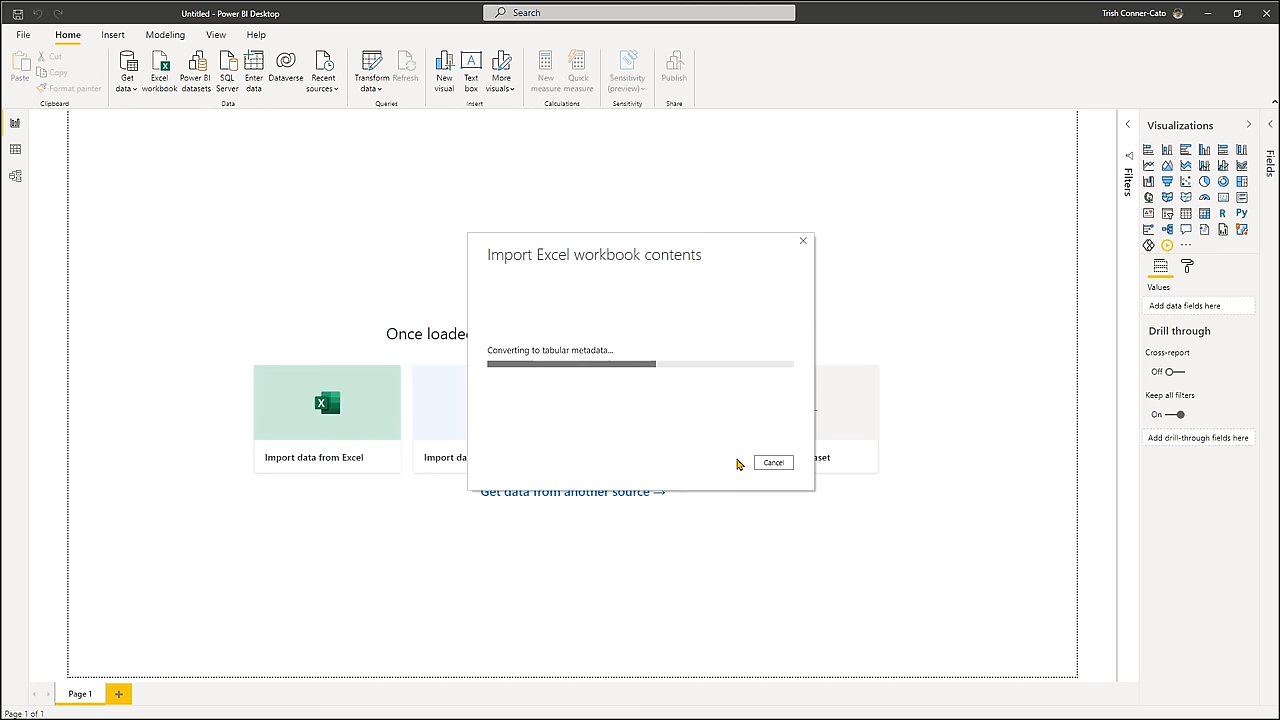 Untitled - Power BI Desktop
Search
Trish Conner-Cato
File Home Insert Modeling View Help
Paste
Cut
Copy
Format painter
Clipboard
Get data
Excel workbook
Power BI datasets
SQL Server
Enter data
Dataverse
Recent sources
Data
Transform data
Refresh
Queries
New visual
Text box
More visuals
Insert
New measure
Quick measure
Calculations
Sensitivity (preview)
Sensitivity
Publish
Share
Visualizations
Fields
Filters
R
Py
Values
Add data fields here
Drill through
Cross-report
Off
Keep all filters
On
Add drill-through fields here
Import Excel workbook contents
Converting to tabular metadata...
Cancel
Once loade
Import data from Excel
Import da
aset
Get data from another source →
Page 1
Page 1 of 1